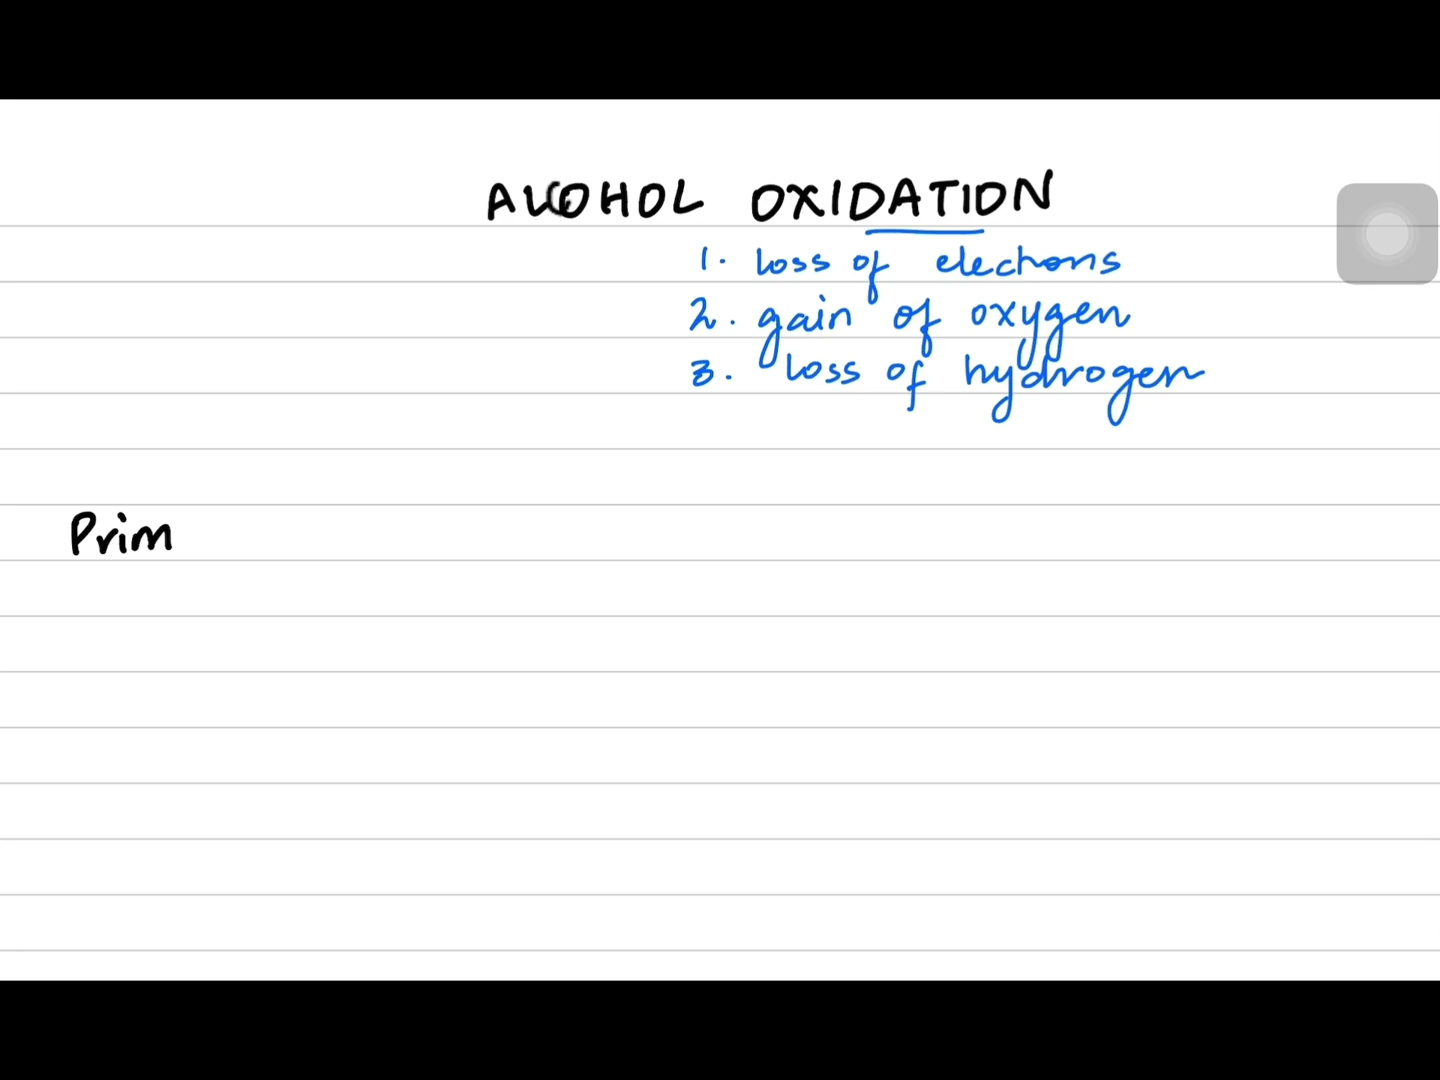 ALCOHOL OXIDATION
1. loss of electrons
2. gain of oxygen
3. loss of hydrogen
Prim